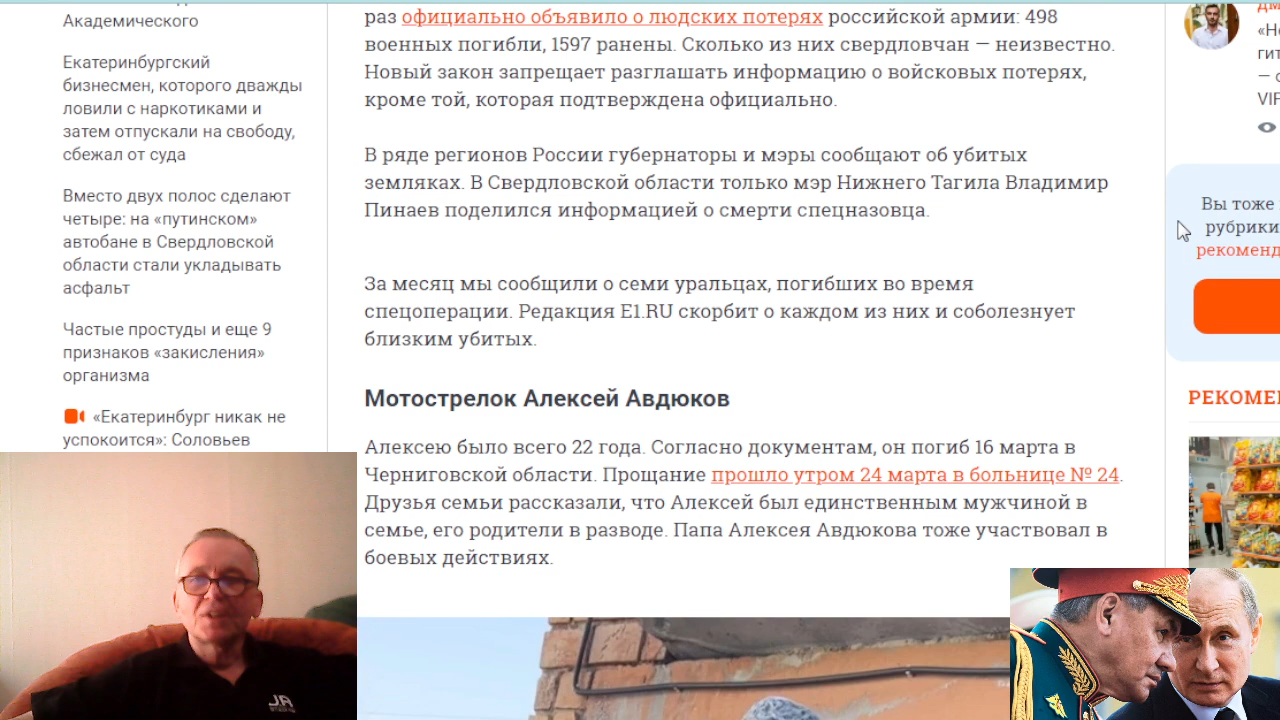 Академического
Екатеринбургский
бизнесмен, которого дважды
ловили с наркотиками и
затем отпускали на свободу,
сбежал от суда
Вместо двух полос сделают
четыре: на «путинском»
автобане в Свердловской
области стали укладывать
асфальт
Частые простуды и еще 9
признаков «закисления»
организма
«Екатеринбург никак не
успокоится»: Соловьев
раз официально объявило о людских потерях российской армии: 498
военных погибли, 1597 ранены. Сколько из них свердловчан — неизвестно.
Новый закон запрещает разглашать информацию о войсковых потерях,
кроме той, которая подтверждена официально.
В ряде регионов России губернаторы и мэры сообщают об убитых
земляках. В Свердловской области только мэр Нижнего Тагила Владимир
Пинаев поделился информацией о смерти спецназовца.
За месяц мы сообщили о семи уральцах, погибших во время
спецоперации. Редакция E1.RU скорбит о каждом из них и соболезнует
близким убитых.
Мотострелок Алексей Авдюков
Алексею было всего 22 года. Согласно документам, он погиб 16 марта в
Черниговской области. Прощание прошло утром 24 марта в больнице № 24.
Друзья семьи рассказали, что Алексей был единственным мужчиной в
семье, его родители в разводе. Папа Алексея Авдюкова тоже участвовал в
боевых действиях.
Вы тоже
рубрики
рекоменд
РЕКОМЕ
JA